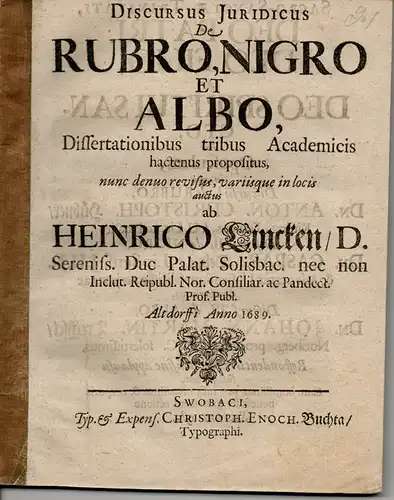 DISCURSUS JURIDICUS
De
RUBRO, NIGRO
ET
ALBO,
Dissertationibus tribus Academicis
hactenus propositus,
nunc denuo revisus, variisque in locis
auctus
ab
HEINRICO Lincken/ D.
Sereniss. Duc Palat. Solisbac. nec non
Inclut. Reipubl. Nor. Consiliar. ac Pandect.
Prof. Publ.
Altdorffi Anno 1689.
SWOBACI,
Typ. & Expens. CHRISTOPH. ENOCH. Buchta/
Typographi.